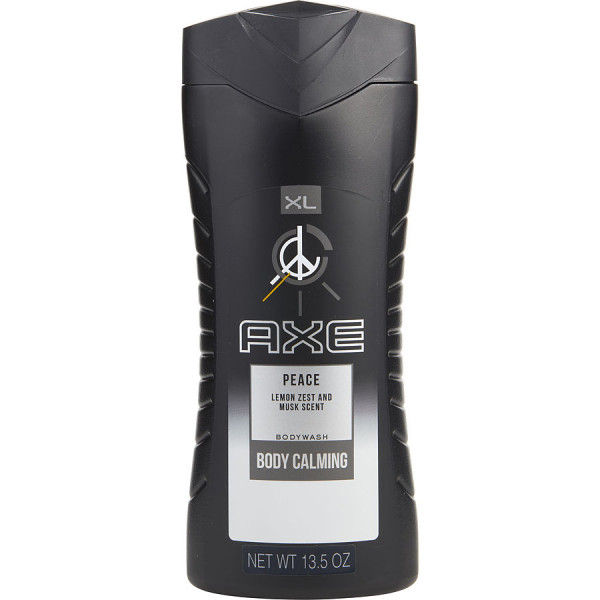 XL
AXE
PEACE
LEMON ZEST AND
MUSK SCENT
BODYWASH
BODY CALMING
NET WT 13.5 OZ